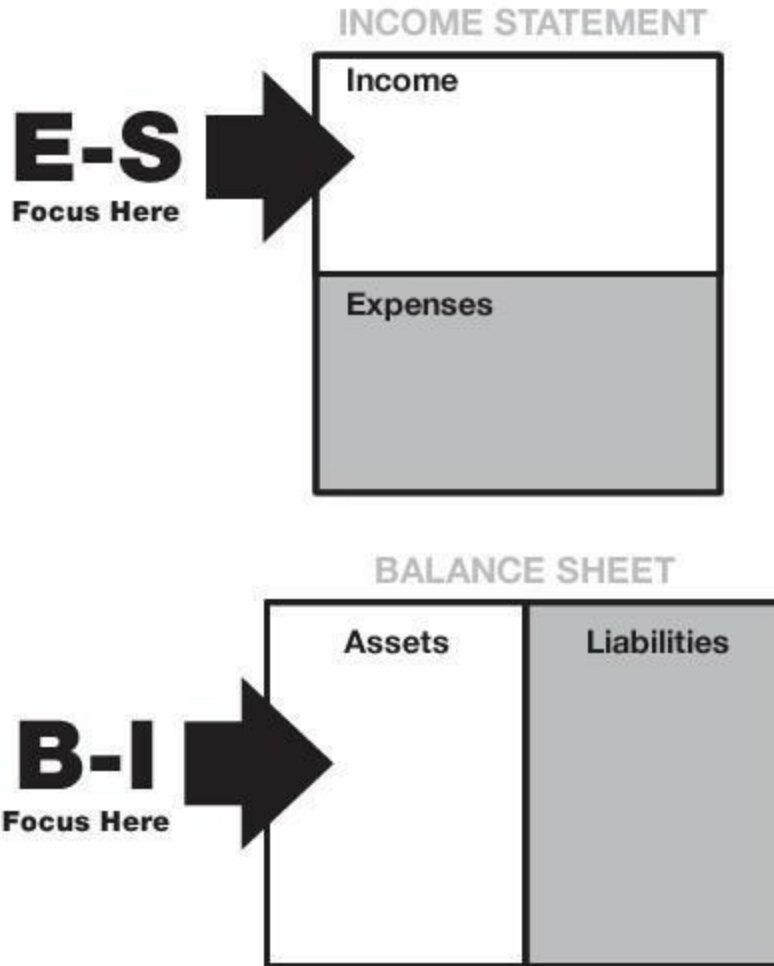 INCOME STATEMENT
Income
E-S
Focus Here
Expenses
BALANCE SHEET
Assets
Liabilities
B-I
Focus Here